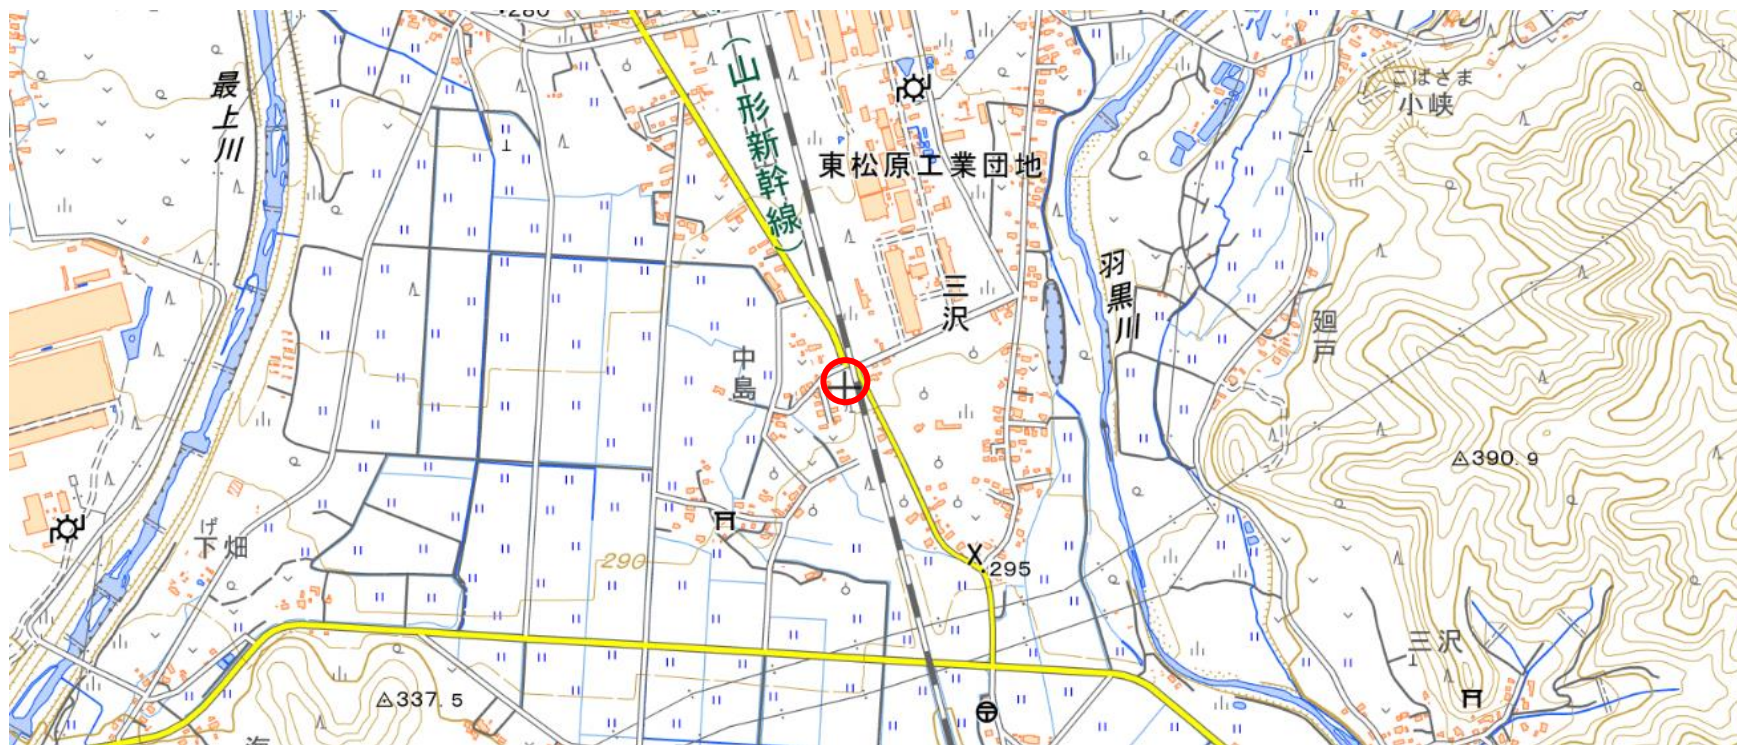 280
最上川
(山形新幹線)
こばさま
小峡
東松原工業団地
三沢
羽黒川
廻戸
中島
390.9
げ
下畑
290
295
三沢
337.5